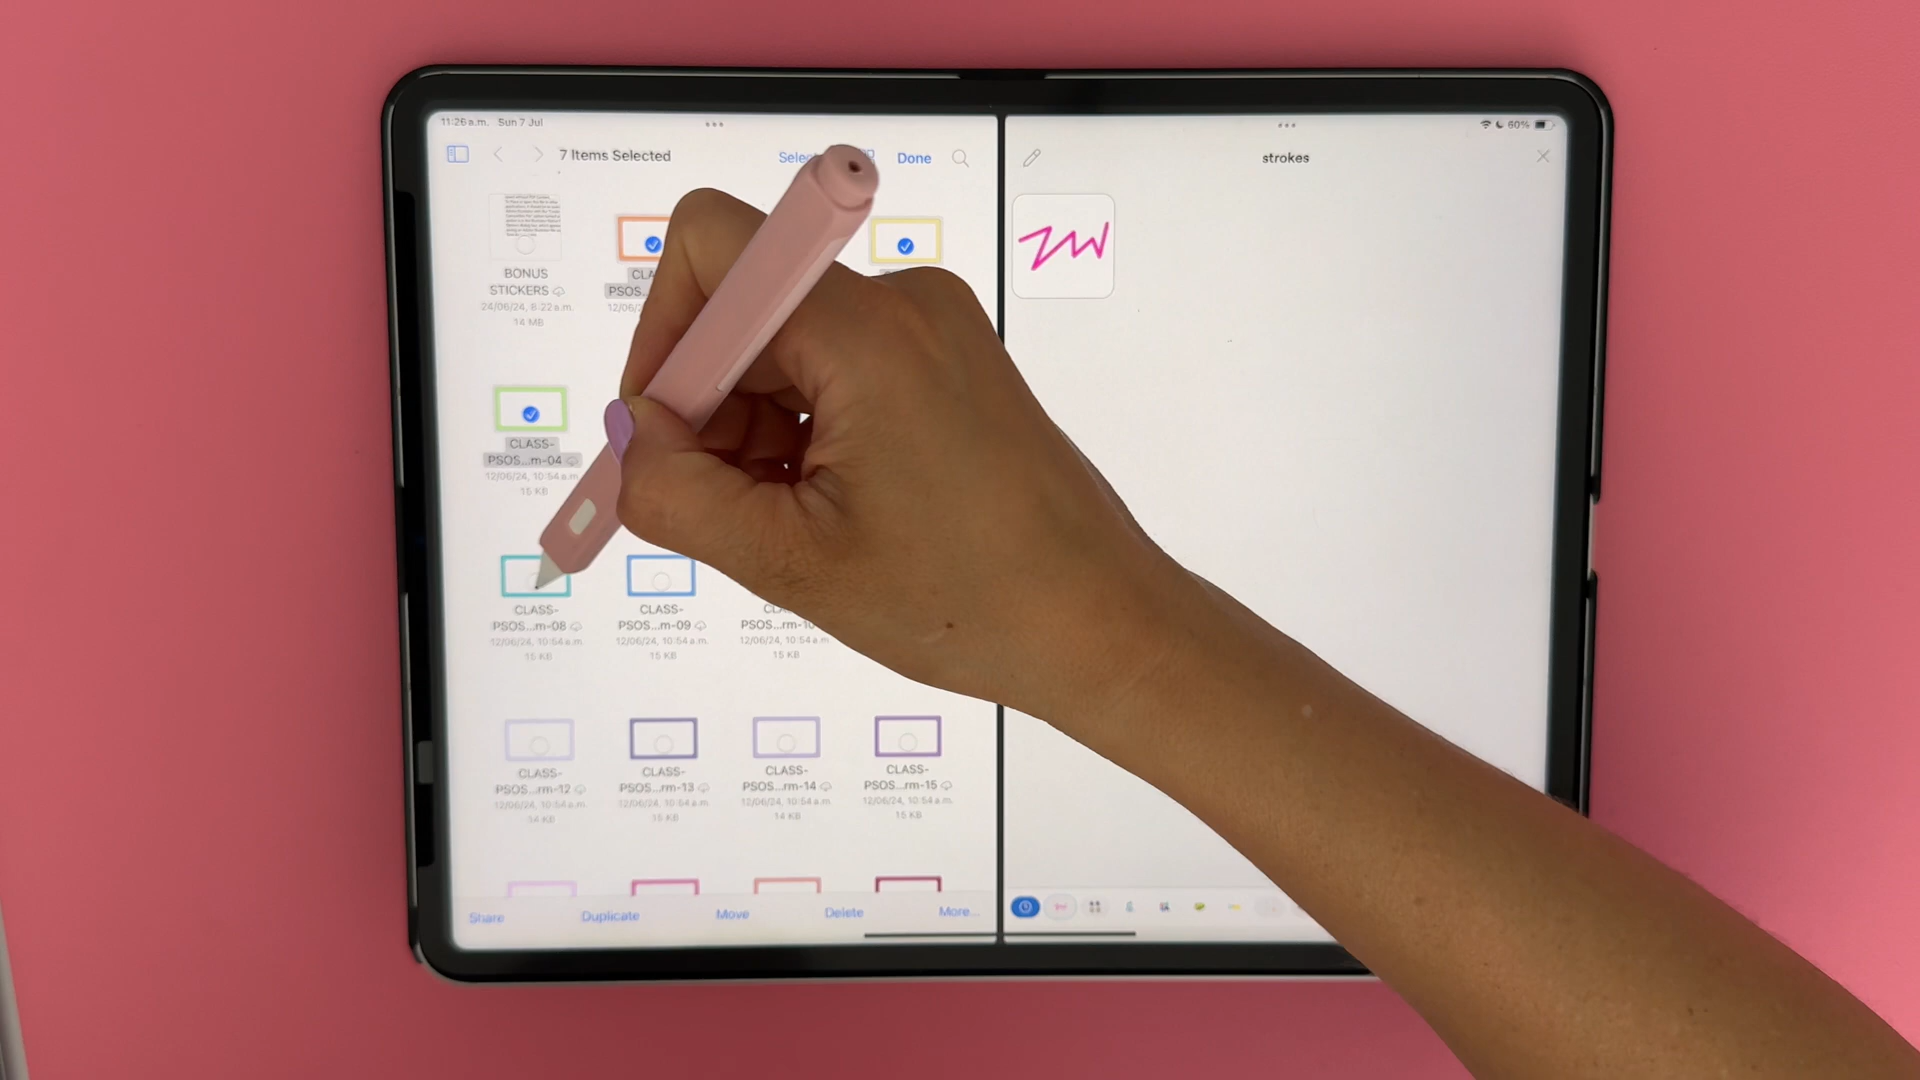 11:26 a.m. Sun 7 Jul
60%
7 Items Selected
Done
strokes
BONUS
STICKERS
24/06/24, 8:22 a.m.
14 MB
PSOS...
CLASS-
PSOS...m-04
12/06/24, 10:54 a.m.
15 KB
CLASS-
PSOS...m-08
12/06/24, 10:54 a.m.
15 KB
CLASS-
PSOS...m-09
12/06/24, 10:54 a.m.
15 KB
PSOS...rm-10
12/06/24, 10:54 a.m.
15 KB
CLASS-
PSOS...rm-12
12/06/24, 10:54 a.m.
14 KB
CLASS-
PSOS...rm-13
12/06/24, 10:54 a.m.
15 KB
CLASS-
PSOS...rm-14
12/06/24, 10:54 a.m.
14 KB
CLASS-
PSOS...rm-15
12/06/24, 10:54 a.m.
15 KB
Share
Duplicate
Move
Delete
More...